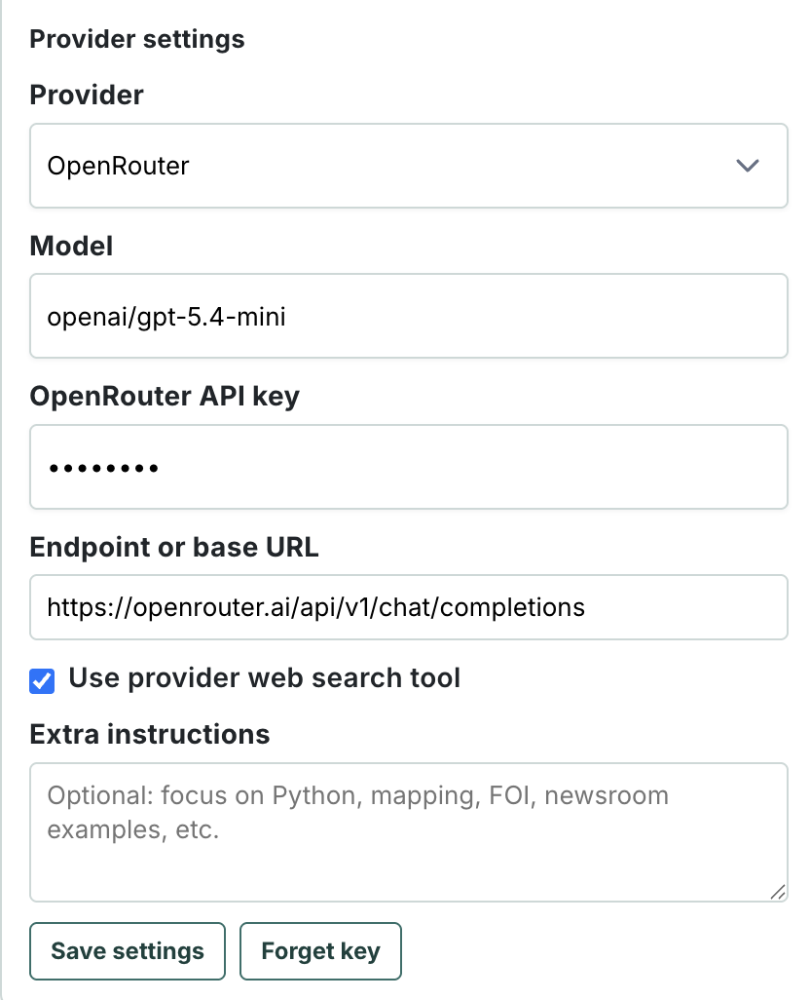 Provider settings
Provider
OpenRouter
Model
openai/gpt-5.4-mini
OpenRouter API key
••••••••
Endpoint or base URL
https://openrouter.ai/api/v1/chat/completions
Use provider web search tool
Extra instructions
Optional: focus on Python, mapping, FOI, newsroom
examples, etc.
Save settings
Forget key